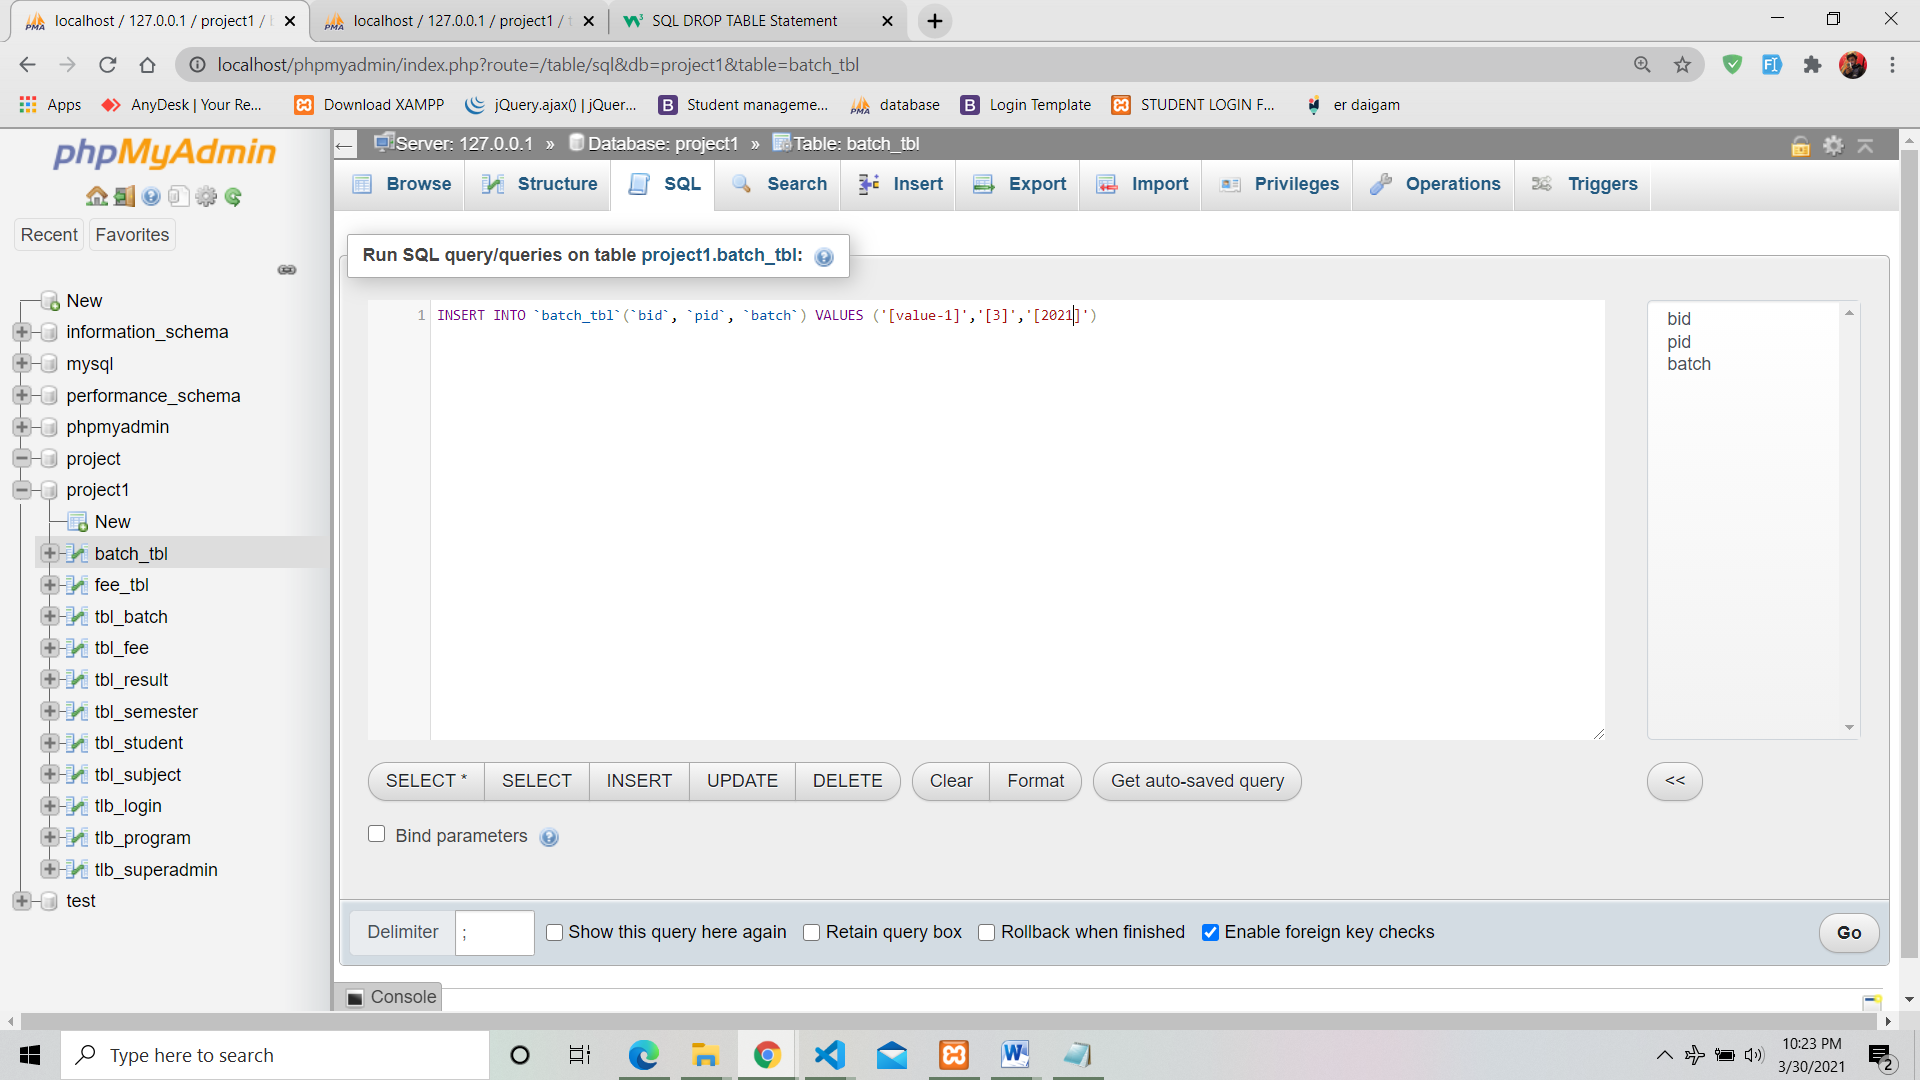 localhost / 127.0.0.1 / project1 /
localhost / 127.0.0.1 / project1 /
SQL DROP TABLE Statement
localhost/phpmyadmin/index.php?route=/table/sql&db=project1&table=batch_tbl
Apps
AnyDesk | Your Re...
Download XAMPP
jQuery.ajax() | jQuer...
Student manageme...
database
Login Template
STUDENT LOGIN F...
er daigam
phpMyAdmin
Recent
Favorites
New
information_schema
mysql
performance_schema
phpmyadmin
project
project1
New
batch_tbl
fee_tbl
tbl_batch
tbl_fee
tbl_result
tbl_semester
tbl_student
tbl_subject
tlb_login
tlb_program
tlb_superadmin
test
Server: 127.0.0.1 » Database: project1 » Table: batch_tbl
Browse
Structure
SQL
Search
Insert
Export
Import
Privileges
Operations
Triggers
Run SQL query/queries on table project1.batch_tbl:
1 INSERT INTO `batch_tbl`(`bid`, `pid`, `batch`) VALUES ('[value-1]','[3]','[2021]')
bid
pid
batch
SELECT *
SELECT
INSERT
UPDATE
DELETE
Clear
Format
Get auto-saved query
<<
Bind parameters
Delimiter
;
Show this query here again
Retain query box
Rollback when finished
Enable foreign key checks
Go
Console
Type here to search
10:23 PM
3/30/2021
2